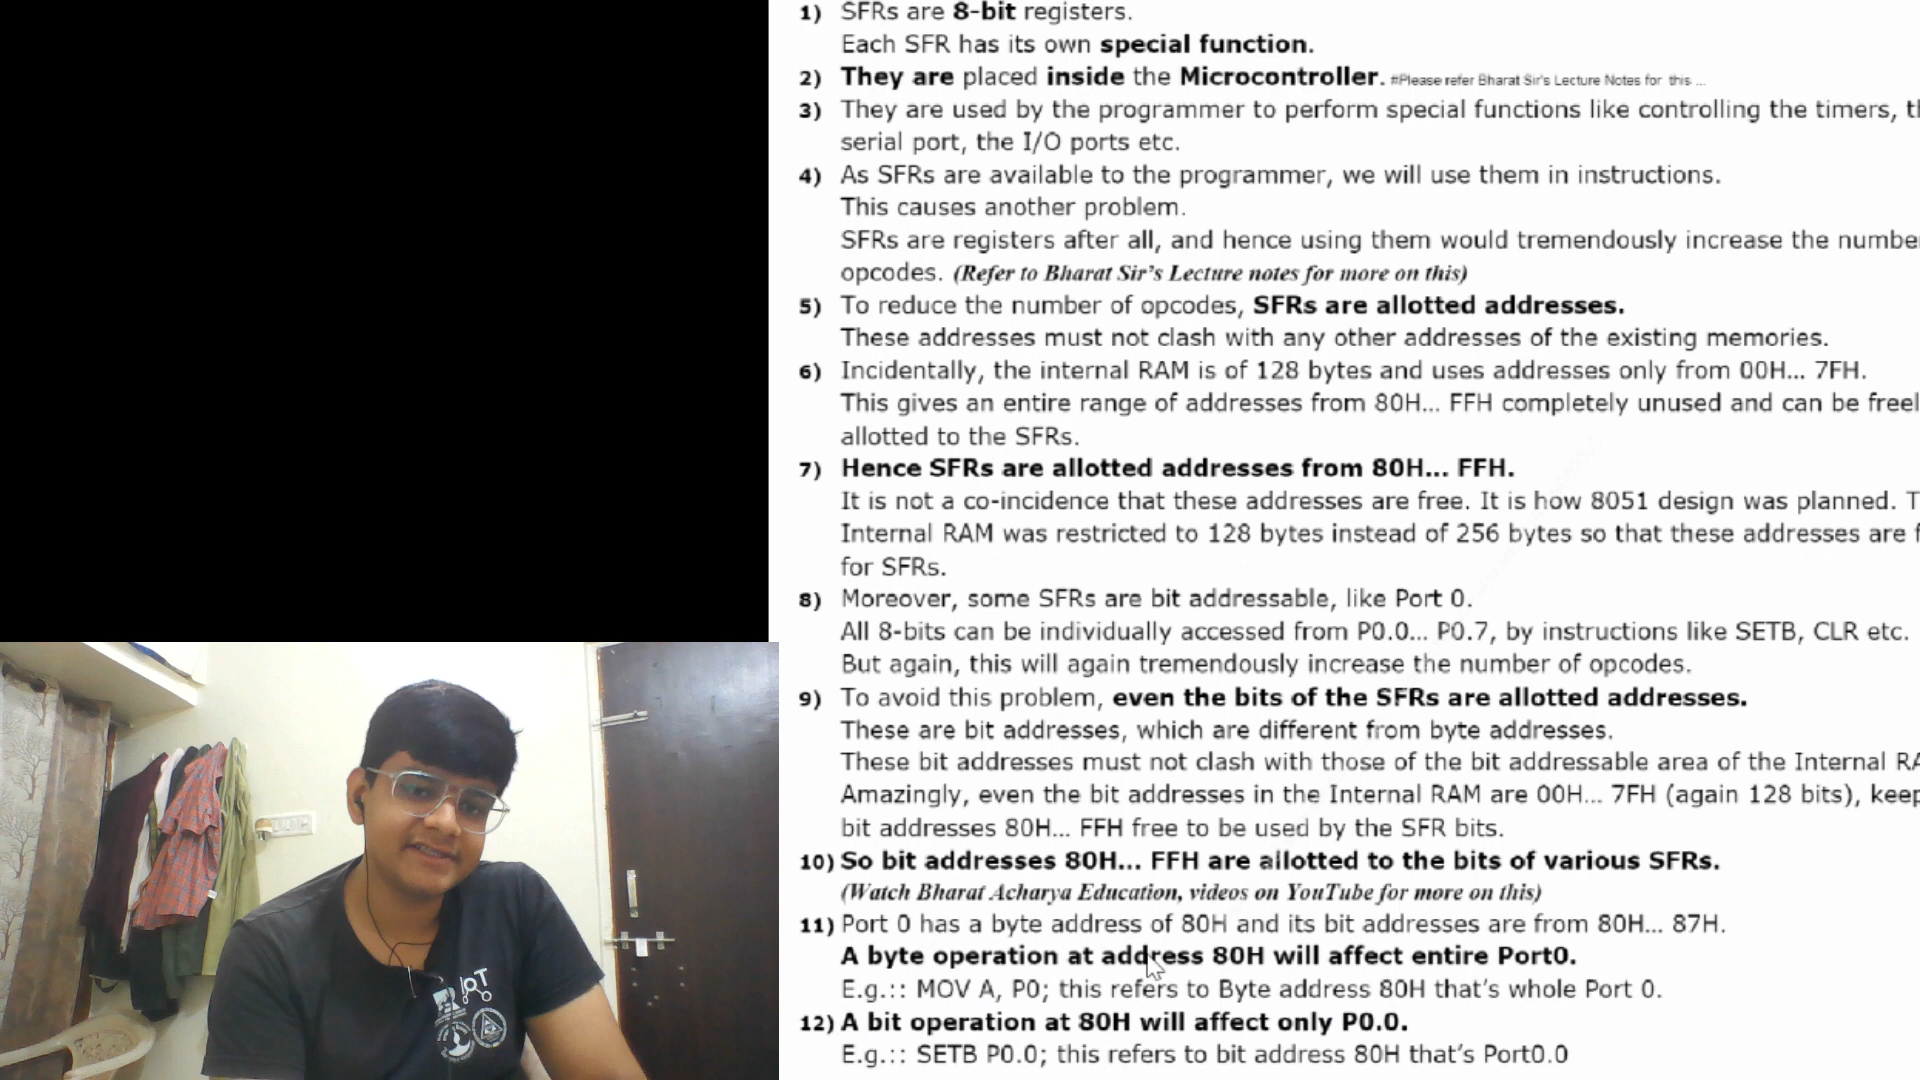 1) SFRs are 8-bit registers.
Each SFR has its own special function.
2) They are placed inside the Microcontroller. #Please refer Bharat Sir's Lecture Notes for this ...
3) They are used by the programmer to perform special functions like controlling the timers,
serial port, the I/O ports etc.
4) As SFRs are available to the programmer, we will use them in instructions.
This causes another problem.
SFRs are registers after all, and hence using them would tremendously increase the
opcodes. (Refer to Bharat Sir's Lecture notes for more on this)
5) To reduce the number of opcodes, SFRs are allotted addresses.
These addresses must not clash with any other addresses of the existing memories.
6) Incidentally, the internal RAM is of 128 bytes and uses addresses only from 00H... 7FH.
This gives an entire range of addresses from 80H... FFH completely unused and can be
allotted to the SFRs.
7) Hence SFRs are allotted addresses from 80H... FFH.
It is not a co-incidence that these addresses are free. It is how 8051 design was planned.
Internal RAM was restricted to 128 bytes instead of 256 bytes so that these addresses are
for SFRs.
8) Moreover, some SFRs are bit addressable, like Port 0.
All 8-bits can be individually accessed from P0.0... P0.7, by instructions like SETB, CLR etc.
But again, this will again tremendously increase the number of opcodes.
9) To avoid this problem, even the bits of the SFRs are allotted addresses.
These are bit addresses, which are different from byte addresses.
These bit addresses must not clash with those of the bit addressable area of the Internal
Amazingly, even the bit addresses in the Internal RAM are 00H... 7FH (again 128 bits),
bit addresses 80H... FFH free to be used by the SFR bits.
10) So bit addresses 80H... FFH are allotted to the bits of various SFRs.
(Watch Bharat Acharya Education, videos on YouTube for more on this)
11) Port 0 has a byte address of 80H and its bit addresses are from 80H... 87H.
A byte operation at address 80H will affect entire Port0.
E.g.:: MOV A, P0; this refers to Byte address 80H that's whole Port 0.
12) A bit operation at 80H will affect only P0.0.
E.g.:: SETB P0.0; this refers to bit address 80H that's Port0.0
IoT